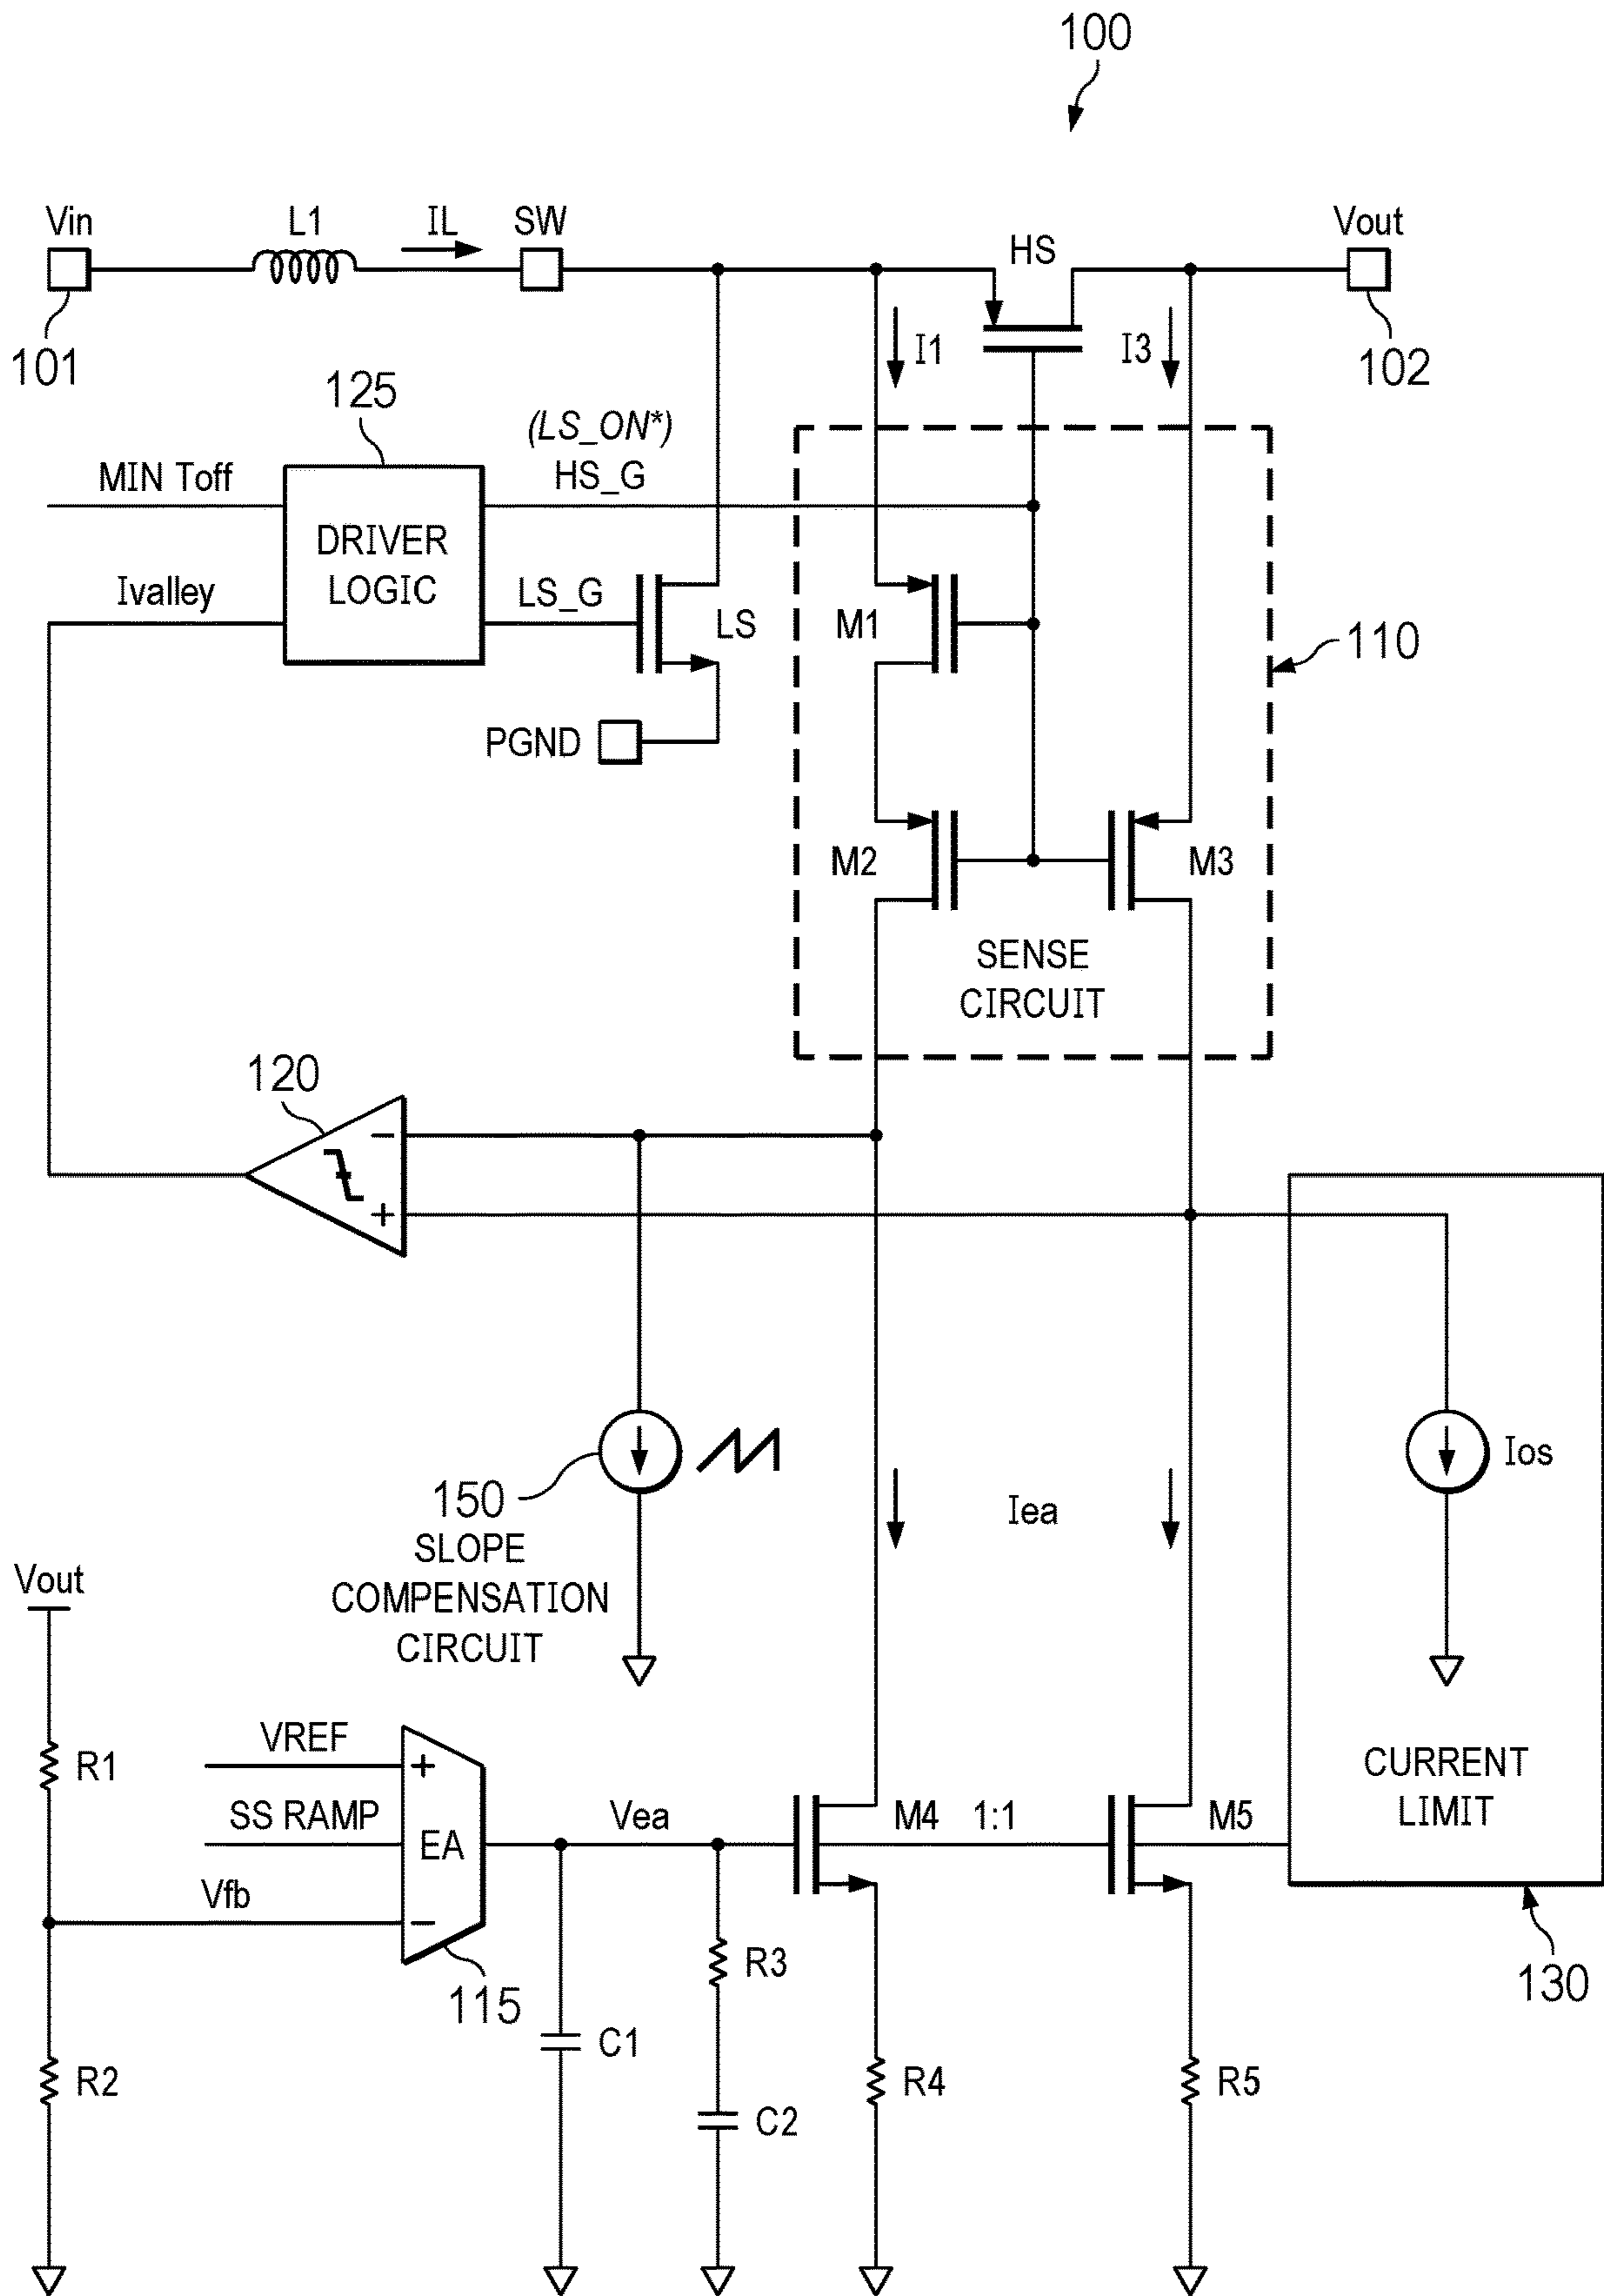 100
Vin
L1
IL
SW
HS
Vout
101
I1
I3
102
125
(LS_ON*)
HS_G
MIN Toff
DRIVER
LOGIC
Ivalley
LS_G
LS
M1
110
PGND
M2
M3
SENSE
CIRCUIT
120
−
+
150
SLOPE
COMPENSATION
CIRCUIT
Iea
Ios
Vout
R1
VREF
+
SS RAMP
EA
Vea
M4
1:1
M5
CURRENT
LIMIT
Vfb
−
115
R3
130
C1
R2
C2
R4
R5